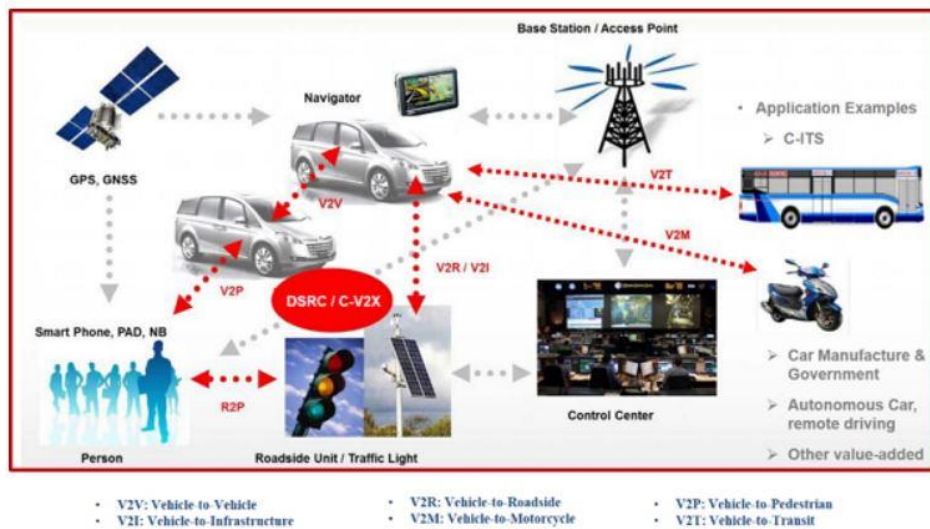 Base Station / Access Point
Navigator
• Application Examples
➢ C-ITS
GPS, GNSS
V2T
V2V
V2M
V2R / V2I
V2P
DSRC / C-V2X
Smart Phone, PAD, NB
➢ Car Manufacture &
Government
R2P
Control Center
➢ Autonomous Car,
remote driving
Person
Roadside Unit / Traffic Light
➢ Other value-added
• V2V: Vehicle-to-Vehicle
• V2I: Vehicle-to-Infrastructure
• V2R: Vehicle-to-Roadside
• V2M: Vehicle-to-Motorcycle
• V2P: Vehicle-to-Pedestrian
• V2T: Vehicle-to-Transit